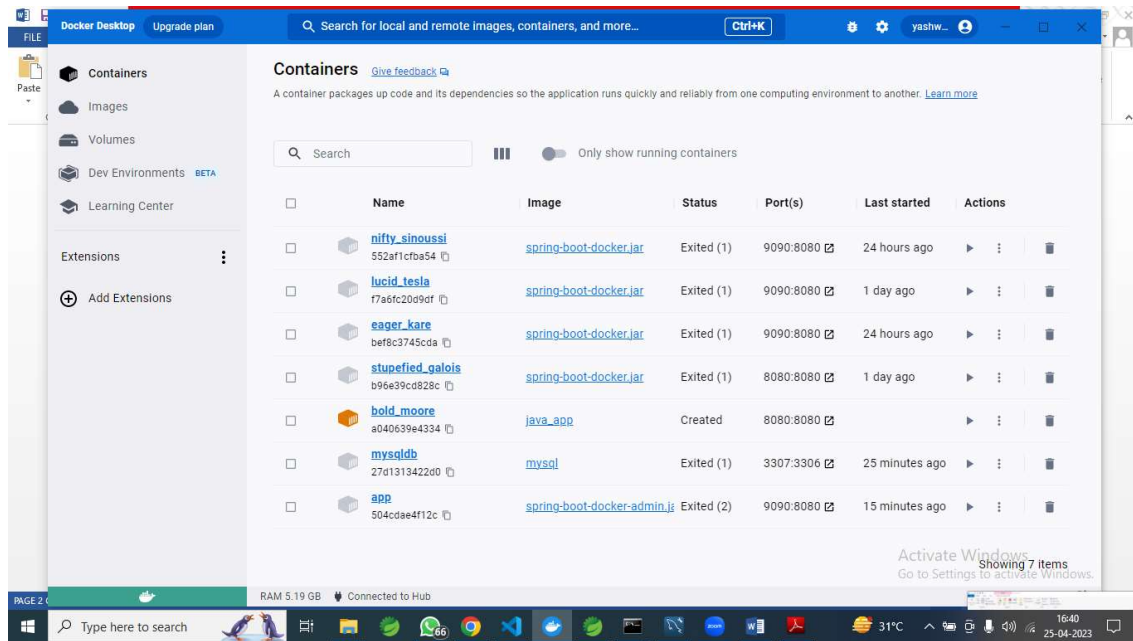 FILE
Paste
PAGE 2
Docker Desktop Upgrade plan
Search for local and remote images, containers, and more... Ctrl+K
yashw...
Containers
Images
Volumes
Dev Environments BETA
Learning Center
Extensions
Add Extensions
Containers Give feedback
A container packages up code and its dependencies so the application runs quickly and reliably from one computing environment to another. Learn more
Search
Only show running containers
Name Image Status Port(s) Last started Actions
nifty_sinoussi
552af1cfba54
spring-boot-docker.jar Exited (1) 9090:8080 24 hours ago
lucid_tesla
f7a6fc20d9df
spring-boot-docker.jar Exited (1) 9090:8080 1 day ago
eager_kare
bef8c3745cda
spring-boot-docker.jar Exited (1) 9090:8080 24 hours ago
stupefied_galois
b96e39cd828c
spring-boot-docker.jar Exited (1) 8080:8080 1 day ago
bold_moore
a040639e4334
java_app Created 8080:8080
mysqldb
27d1313422d0
mysql Exited (1) 3307:3306 25 minutes ago
app
504cdae4f12c
spring-boot-docker-admin.ja Exited (2) 9090:8080 15 minutes ago
Activate Windows
Showing 7 items
Go to Settings to activate Windows.
RAM 5.19 GB Connected to Hub
Type here to search
66
zoom
31°C
16:40
25-04-2023